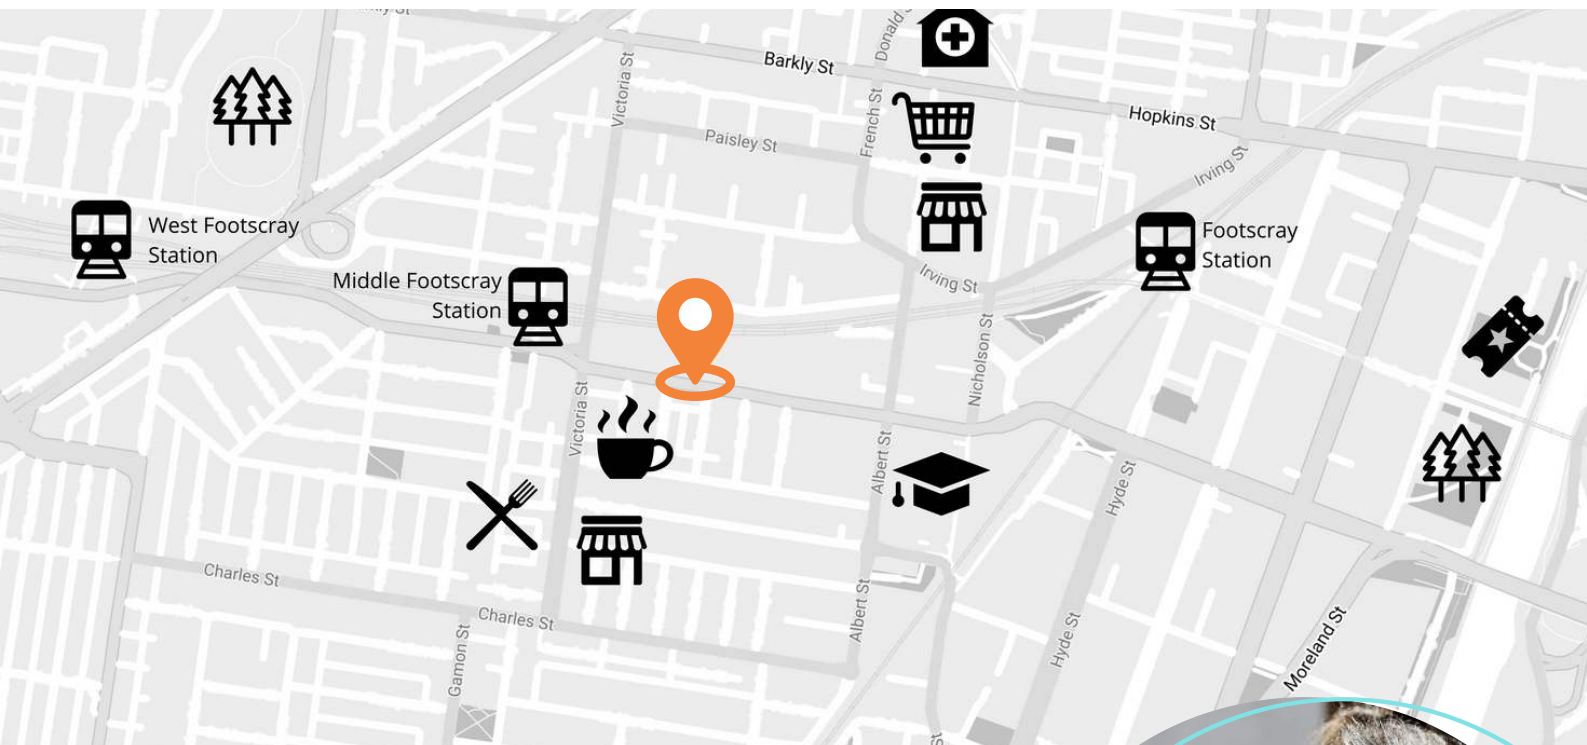 Donald S
Victoria St
Barkly St
French St
Hopkins St
Paisley St
Irving St
West Footscray
Station
Middle Footscray
Station
Footscray
Station
Irving St
Nicholson St
Victoria St
Albert St
Hyde St
Charles St
Charles St
Albert St
Gamon St
Hyde St
Moreland St